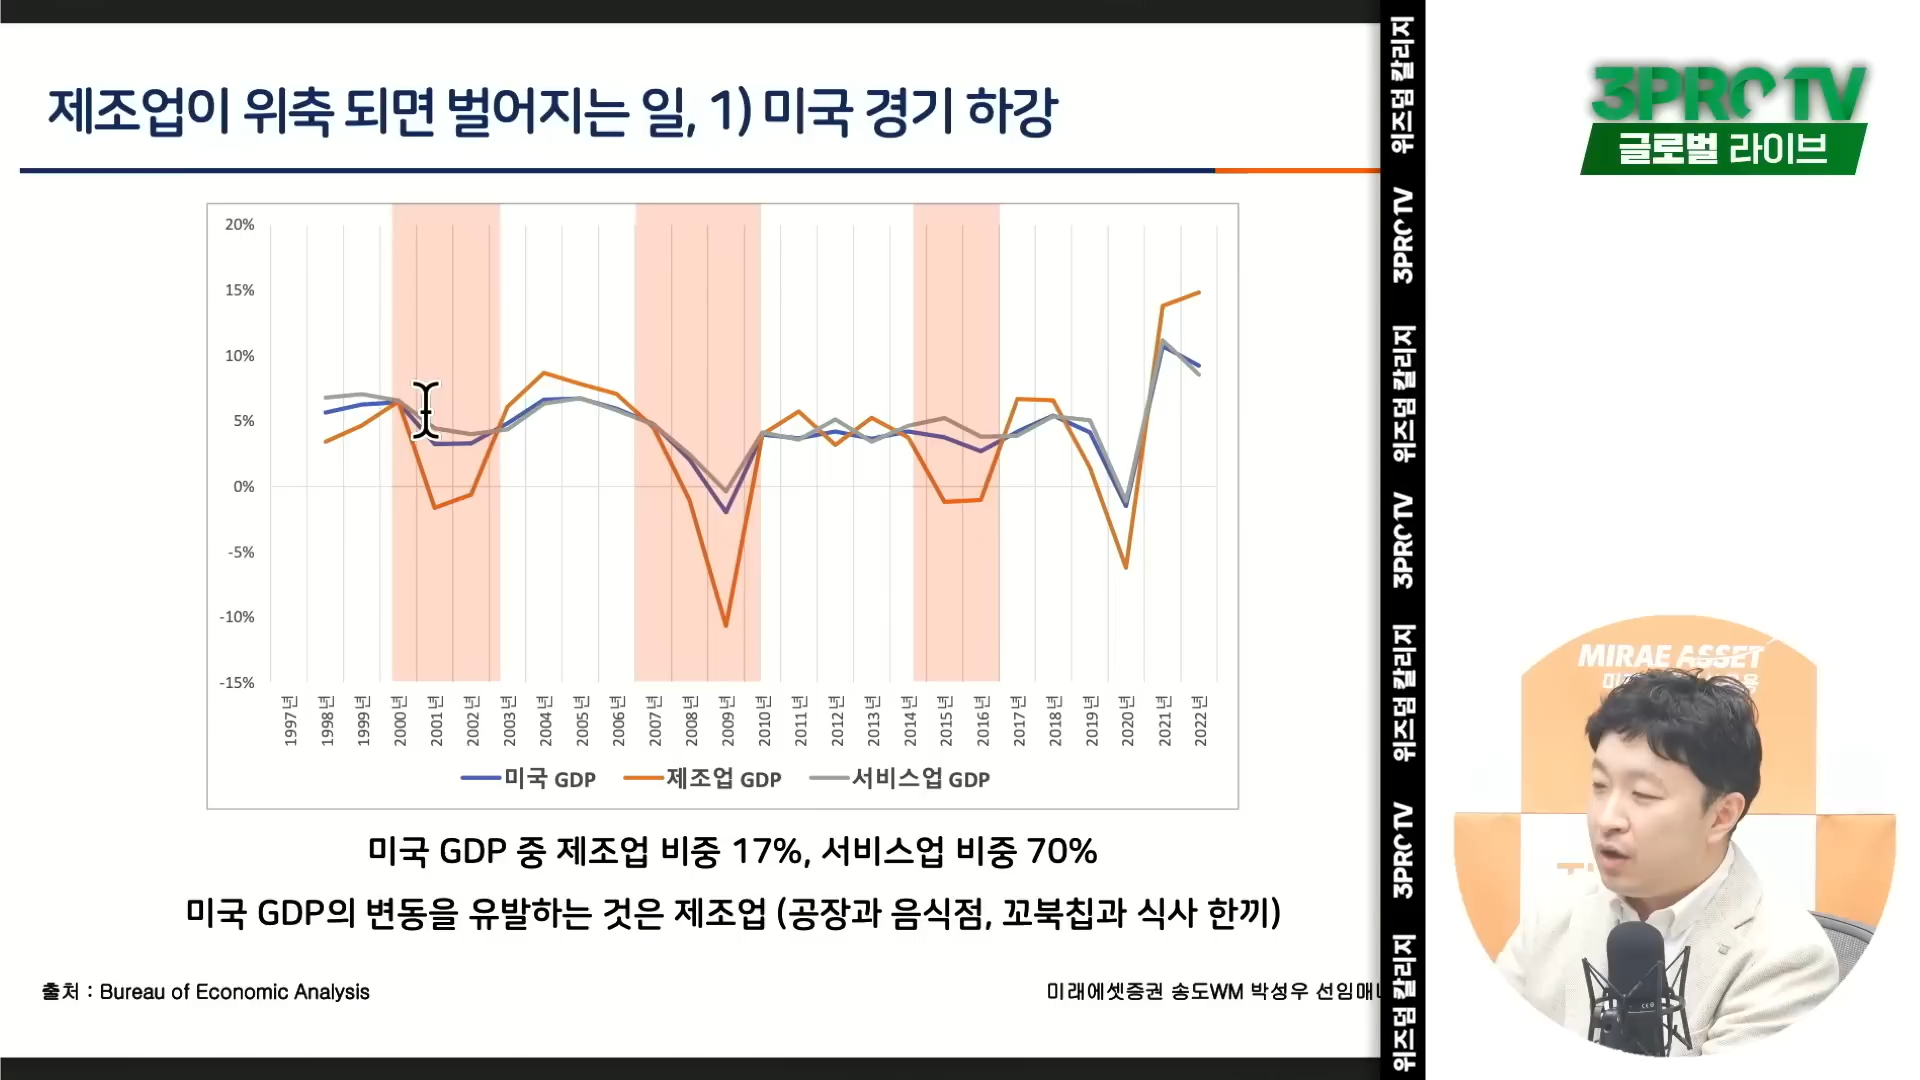 제조업이 위축 되면 벌어지는 일, 1) 미국 경기 하강
20%
15%
10%
5%
0%
-5%
-10%
-15%
1997년
1998년
1999년
2000년
2001년
2002년
2003년
2004년
2005년
2006년
2007년
2008년
2009년
2010년
2011년
2012년
2013년
2014년
2015년
2016년
2017년
2018년
2019년
2020년
2021년
2022년
미국 GDP 제조업 GDP 서비스업 GDP
미국 GDP 중 제조업 비중 17%, 서비스업 비중 70%
미국 GDP의 변동을 유발하는 것은 제조업 (공장과 음식점, 꼬북칩과 식사 한끼)
출처 : Bureau of Economic Analysis
미래에셋증권 송도WM 박성우
위즈덤 칼리지
3PROTV
위즈덤 칼리지
3PROTV
위즈덤 칼리지
3PROTV
위즈덤 칼리지
3PRO TV
글로벌 라이브
MIRAE ASSET